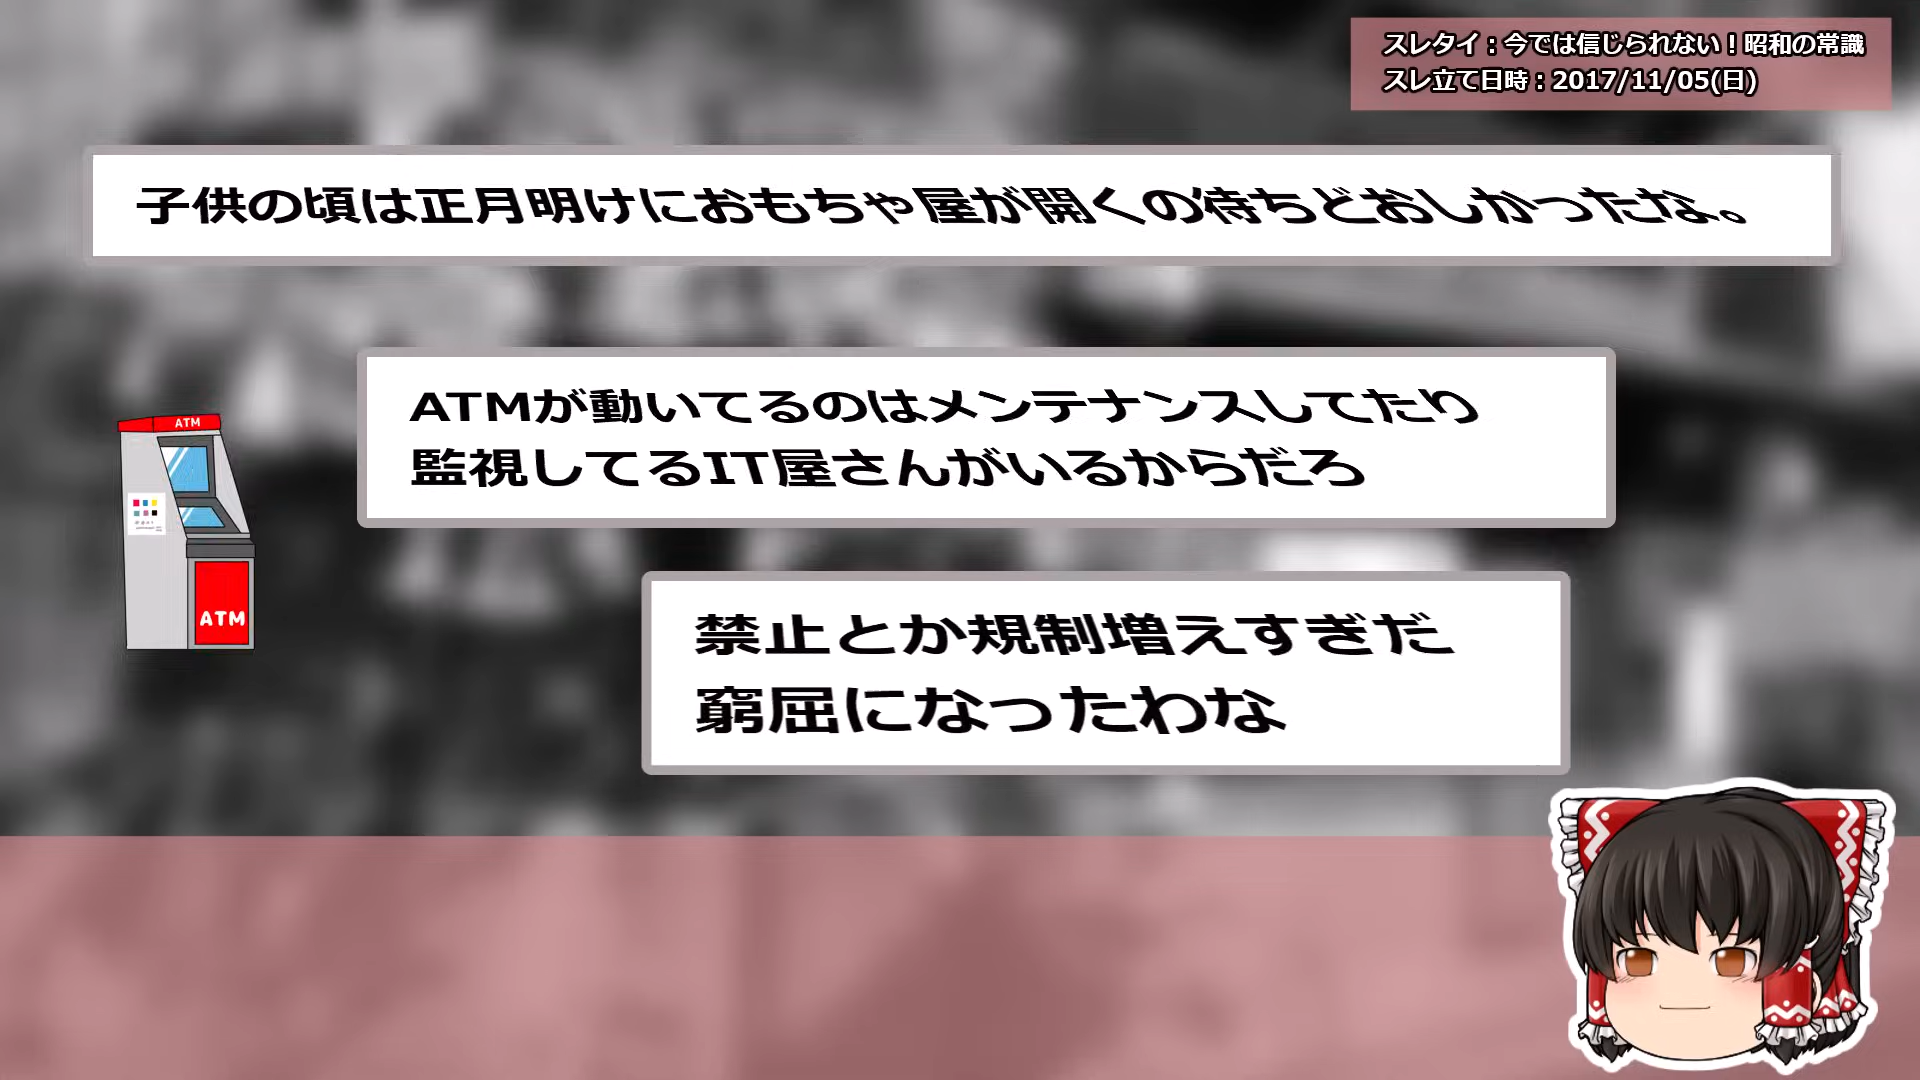 スレタイ：今では信じられない！昭和の常識
スレ立て日時：2017/11/05(日)
子供の頃は正月明けにおもちゃ屋が開くの待ちどおしかったな。
ATMが動いてるのはメンテナンスしてたり
監視してるIT屋さんがいるからだろ
ATM
ATM
禁止とか規制増えすぎだ
窮屈になったわな